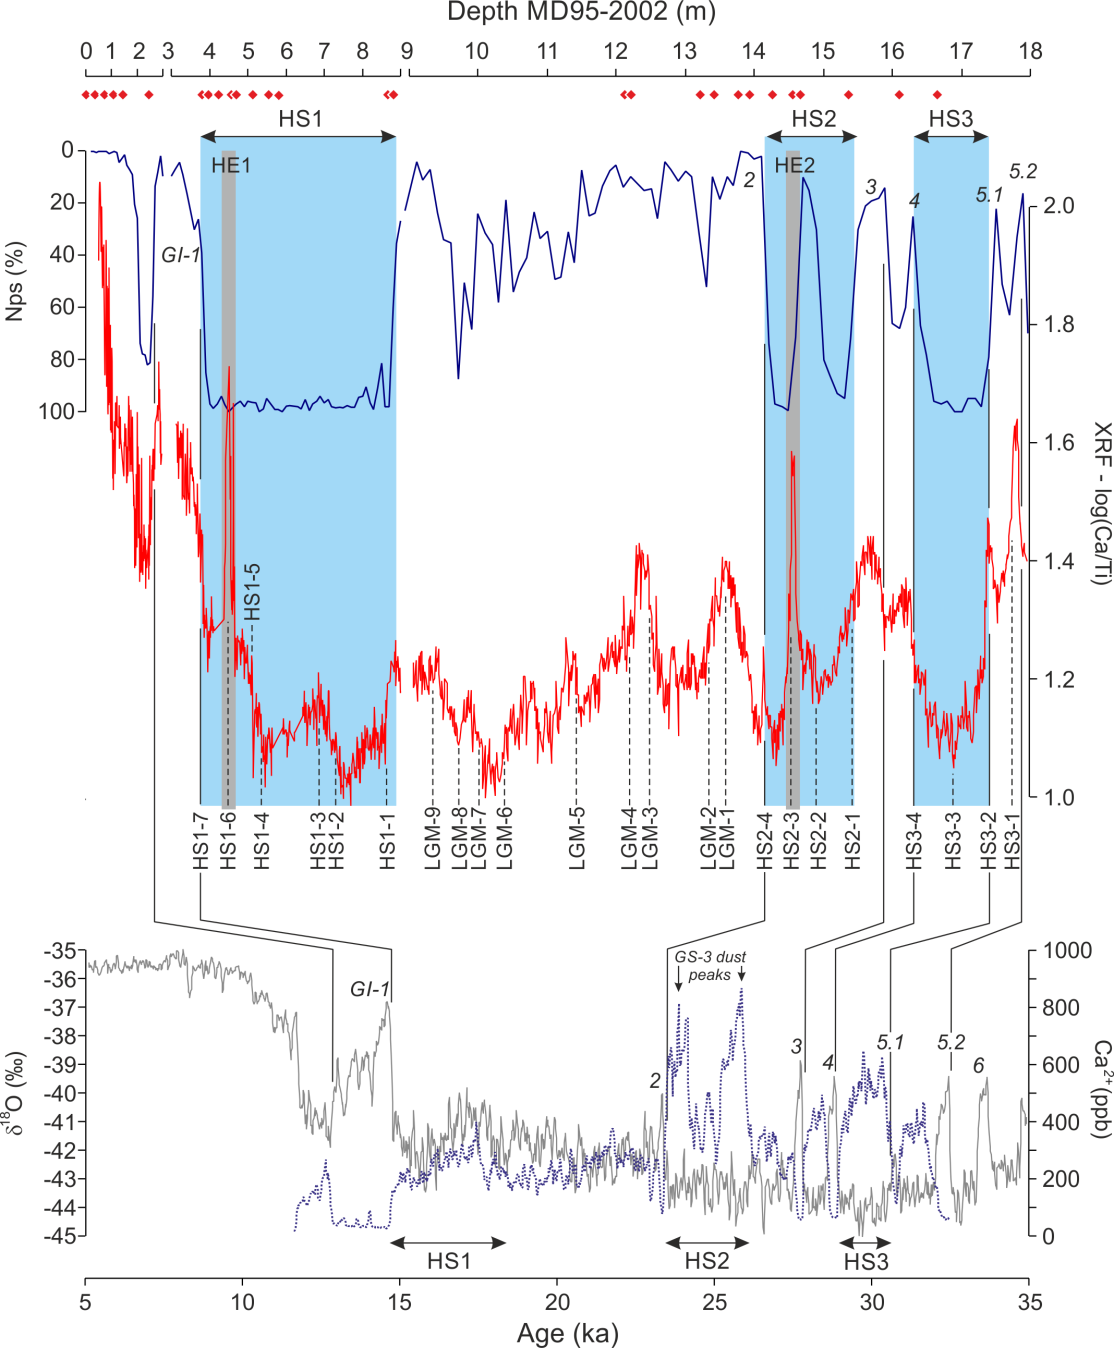 Depth MD95-2002 (m)
0 1 2 3 4 5 6 7 8 9 10 11 12 13 14 15 16 17 18
HS1 HS2 HS3
HE1 HE2
Nps (%)
0
20
40
60
80
100
GI-1
2 3 4 5.1 5.2
XRF - log(Ca/Ti)
2.0
1.8
1.6
1.4
1.2
1.0
HS1-5
HS1-7 HS1-6 HS1-4 HS1-3 HS1-2 HS1-1 LGM-9 LGM-8 LGM-7 LGM-6 LGM-5 LGM-4 LGM-3 LGM-2 LGM-1 HS2-4 HS2-3 HS2-2 HS2-1 HS3-4 HS3-3 HS3-2 HS3-1
δ18O (‰)
-35
-36
-37
-38
-39
-40
-41
-42
-43
-44
-45
GI-1
GS-3 dust
peaks
2 3 4 5.1 5.2 6
Ca2+(ppb)
1000
800
600
400
200
0
HS1 HS2 HS3
5 10 15 20 25 30 35
Age (ka)